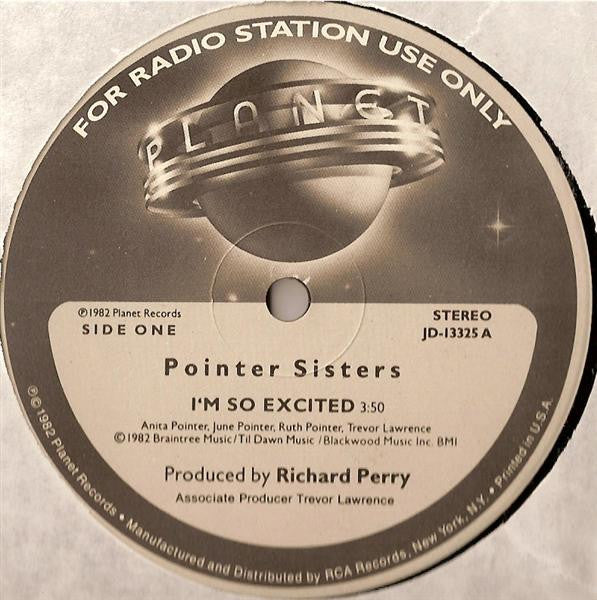 FOR RADIO STATION USE ONLY
PLANET
℗1982 Planet Records
SIDE ONE
STEREO
JD-13325 A
Pointer Sisters
I'M SO EXCITED 3:50
Anita Pointer, June Pointer, Ruth Pointer, Trevor Lawrence
©1982 Braintree Music/Til Dawn Music /Blackwood Music Inc. BMI
Produced by Richard Perry
Associate Producer Trevor Lawrence
℗©1982 Planet Records. • Manufactured and Distributed by RCA Records, New York, N.Y. • Printed in U.S.A.